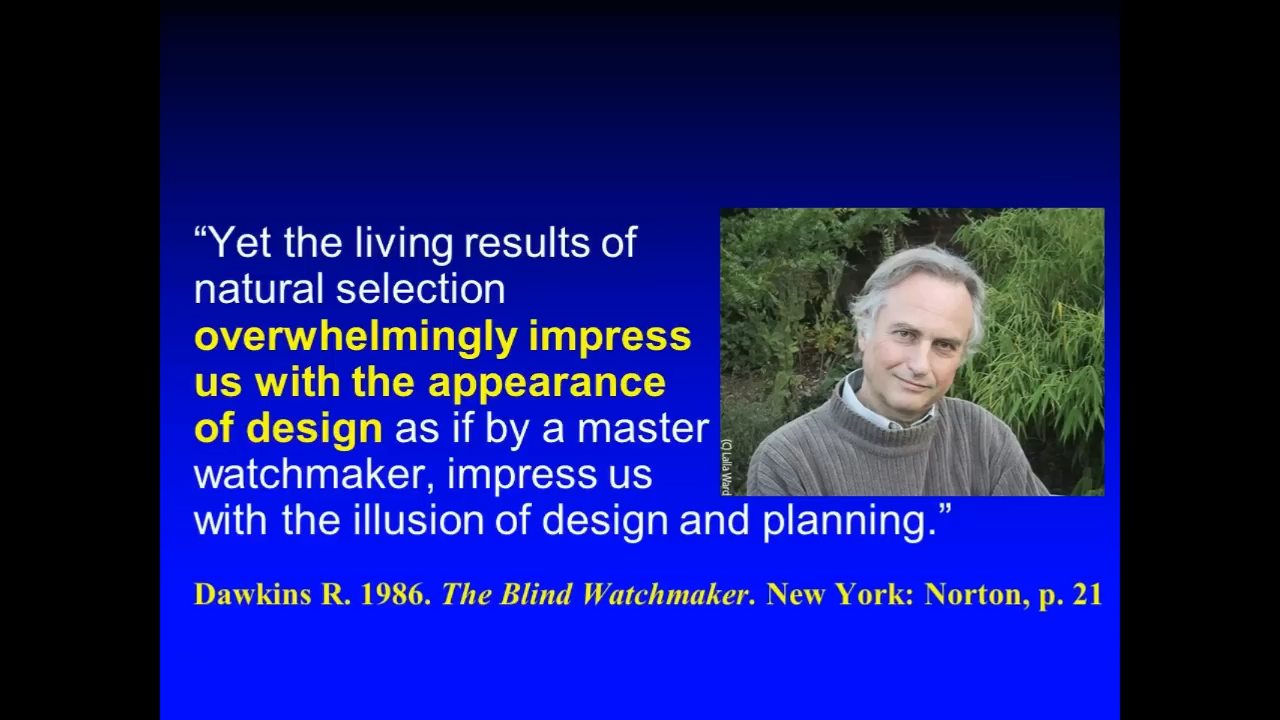 “Yet the living results of
natural selection
overwhelmingly impress
us with the appearance
of design as if by a master
watchmaker, impress us
with the illusion of design and planning.”
(C) Lalla Ward
Dawkins R. 1986. The Blind Watchmaker. New York: Norton, p. 21